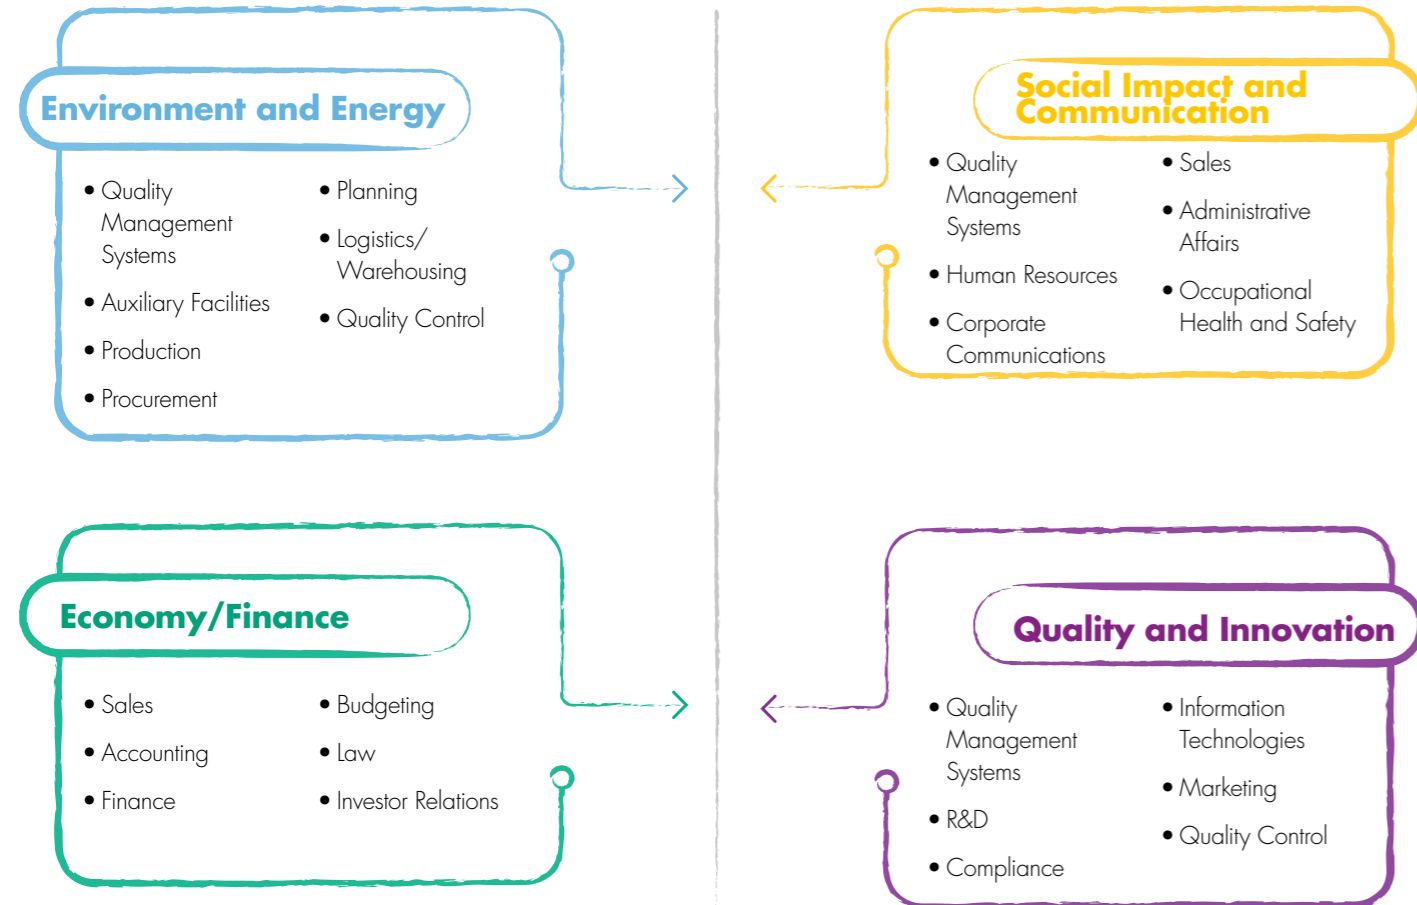 Environment and Energy
• Quality
Management
Systems
• Auxiliary Facilities
• Production
• Procurement
• Planning
• Logistics/
Warehousing
• Quality Control
Social Impact and
Communication
• Quality
Management
Systems
• Human Resources
• Corporate
Communications
• Sales
• Administrative
Affairs
• Occupational
Health and Safety
Economy/Finance
• Sales
• Accounting
• Finance
• Budgeting
• Law
• Investor Relations
Quality and Innovation
• Quality
Management
Systems
• R&D
• Compliance
• Information
Technologies
• Marketing
• Quality Control